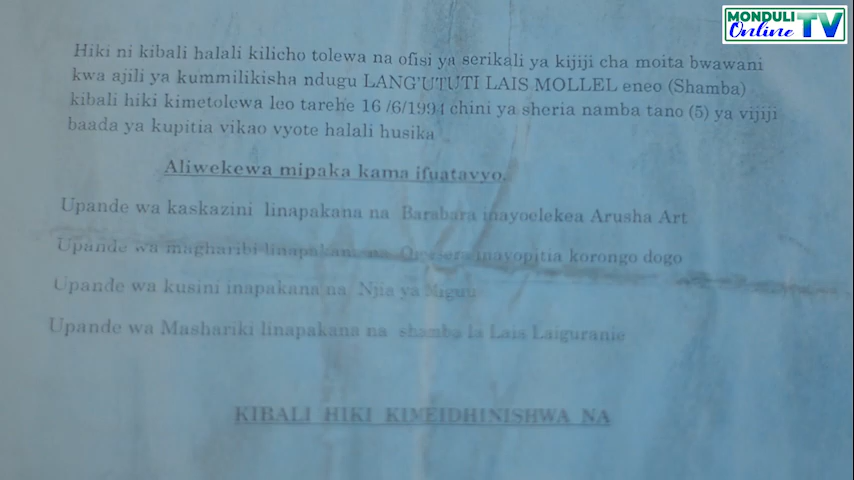 MONDULI
Online TV
Hiki ni kibali halali kilicho tolewa na ofisi ya serikali ya kijiji cha moita bwawani
kwa ajili ya kummilikisha ndugu LANG'UTUTI LAIS MOLLEL eneo (Shamba)
kibali hiki kimetolewa leo tarehe 16 /6/1994 chini ya sheria namba tano (5) ya vijiji
baada ya kupitia vikao vyote halali husika
Aliwekewa mipaka kama ifuatavyo.
Upande wa kaskazini linapakana na Barabara inayoelekea Arusha Art
Upande wa magharibi linapakana na inayopitia korongo dogo
Upande wa kusini inapakana na Njia ya
Upande wa Mashariki linapakana na shamba la Lais Laiguranie
KIBALI HIKI KIMEIDHINISHWA NA